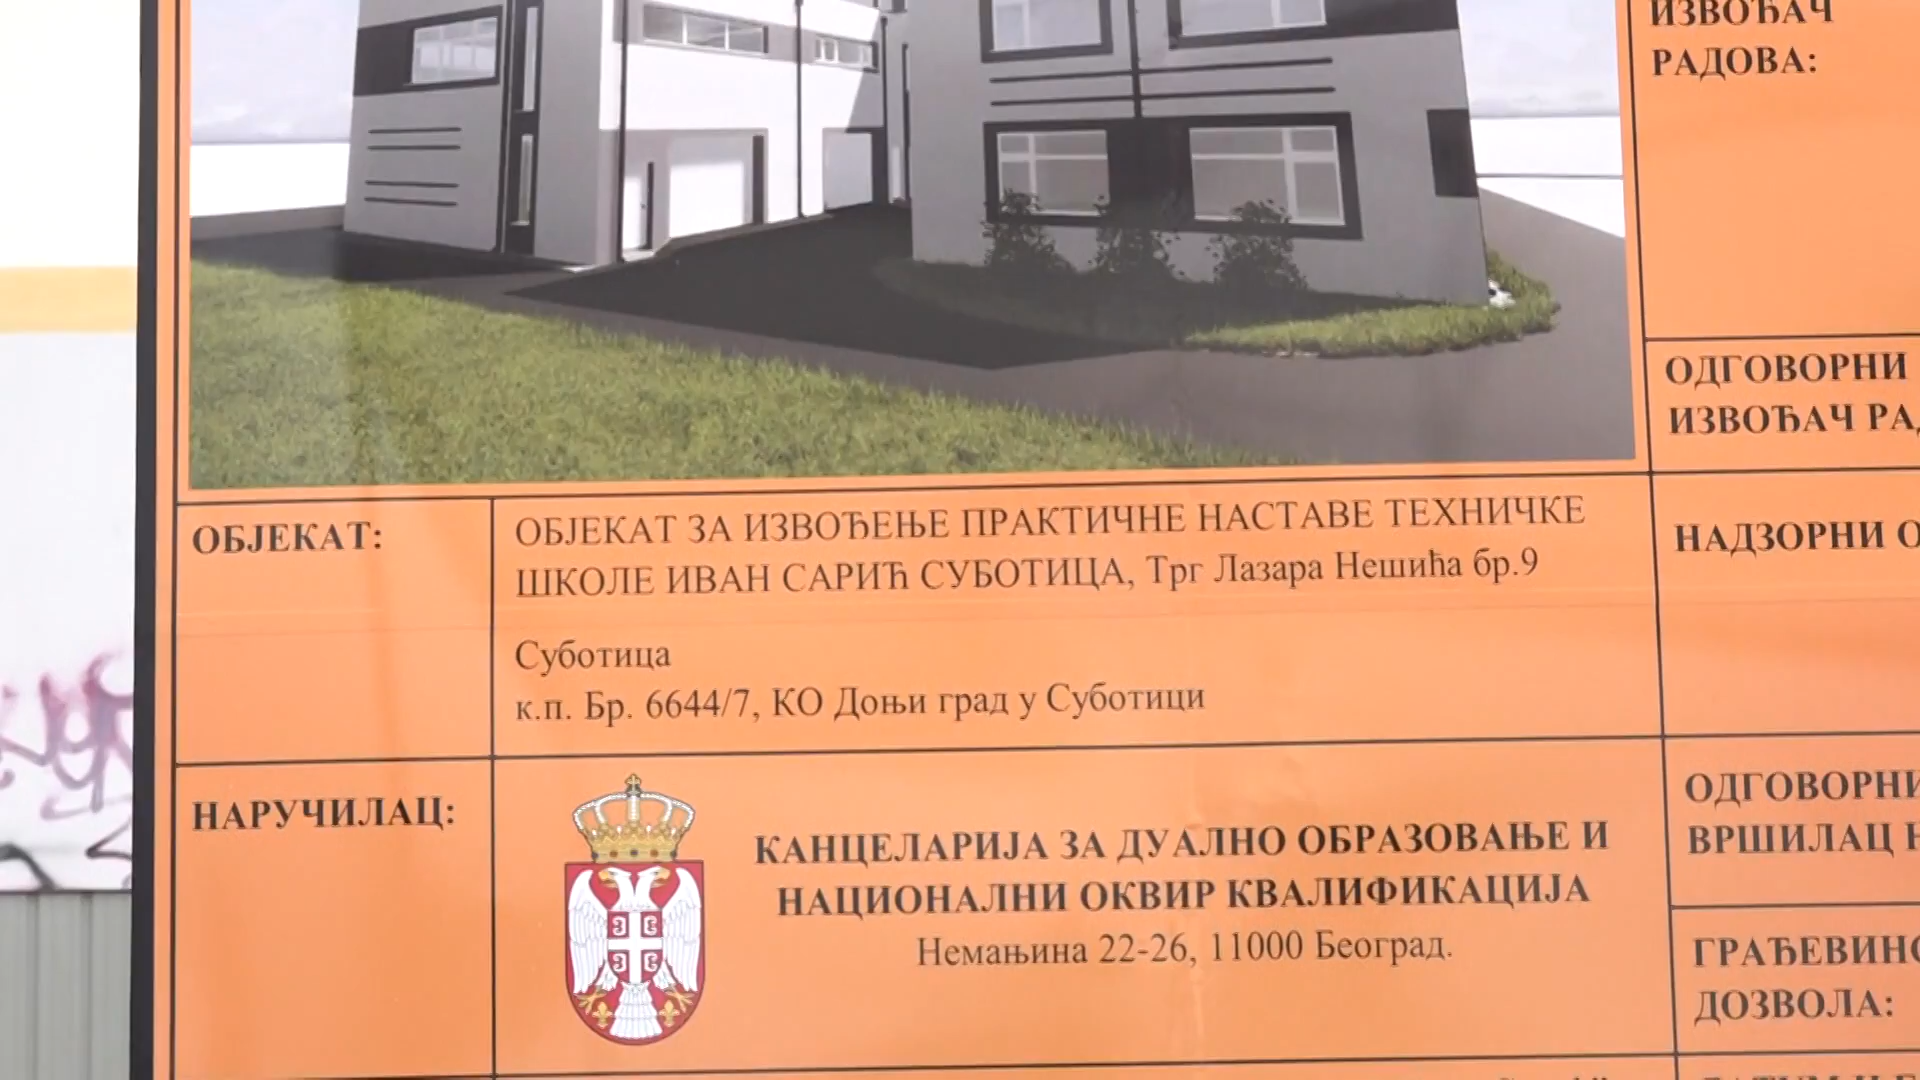 ИЗВОЂАЧ
РАДОВА:
ОДГОВОРНИ
ИЗВОЂАЧ РА
ОБЈЕКАТ:
ОБЈЕКАТ ЗА ИЗВОЂЕЊЕ ПРАКТИЧНЕ НАСТАВЕ ТЕХНИЧКЕ
ШКОЛЕ ИВАН САРИЋ СУБОТИЦА, Трг Лазара Нешића бр.9
Суботица
к.п. Бр. 6644/7, КО Доњи град у Суботици
НАДЗОРНИ О
НАРУЧИЛАЦ:
КАНЦЕЛАРИЈА ЗА ДУАЛНО ОБРАЗОВАЊЕ И
НАЦИОНАЛНИ ОКВИР КВАЛИФИКАЦИЈА
Немањина 22-26, 11000 Београд.
ОДГОВОРНИ
ВРШИЛАЦ Н
ГРАЂЕВИНС
ДОЗВОЛА: